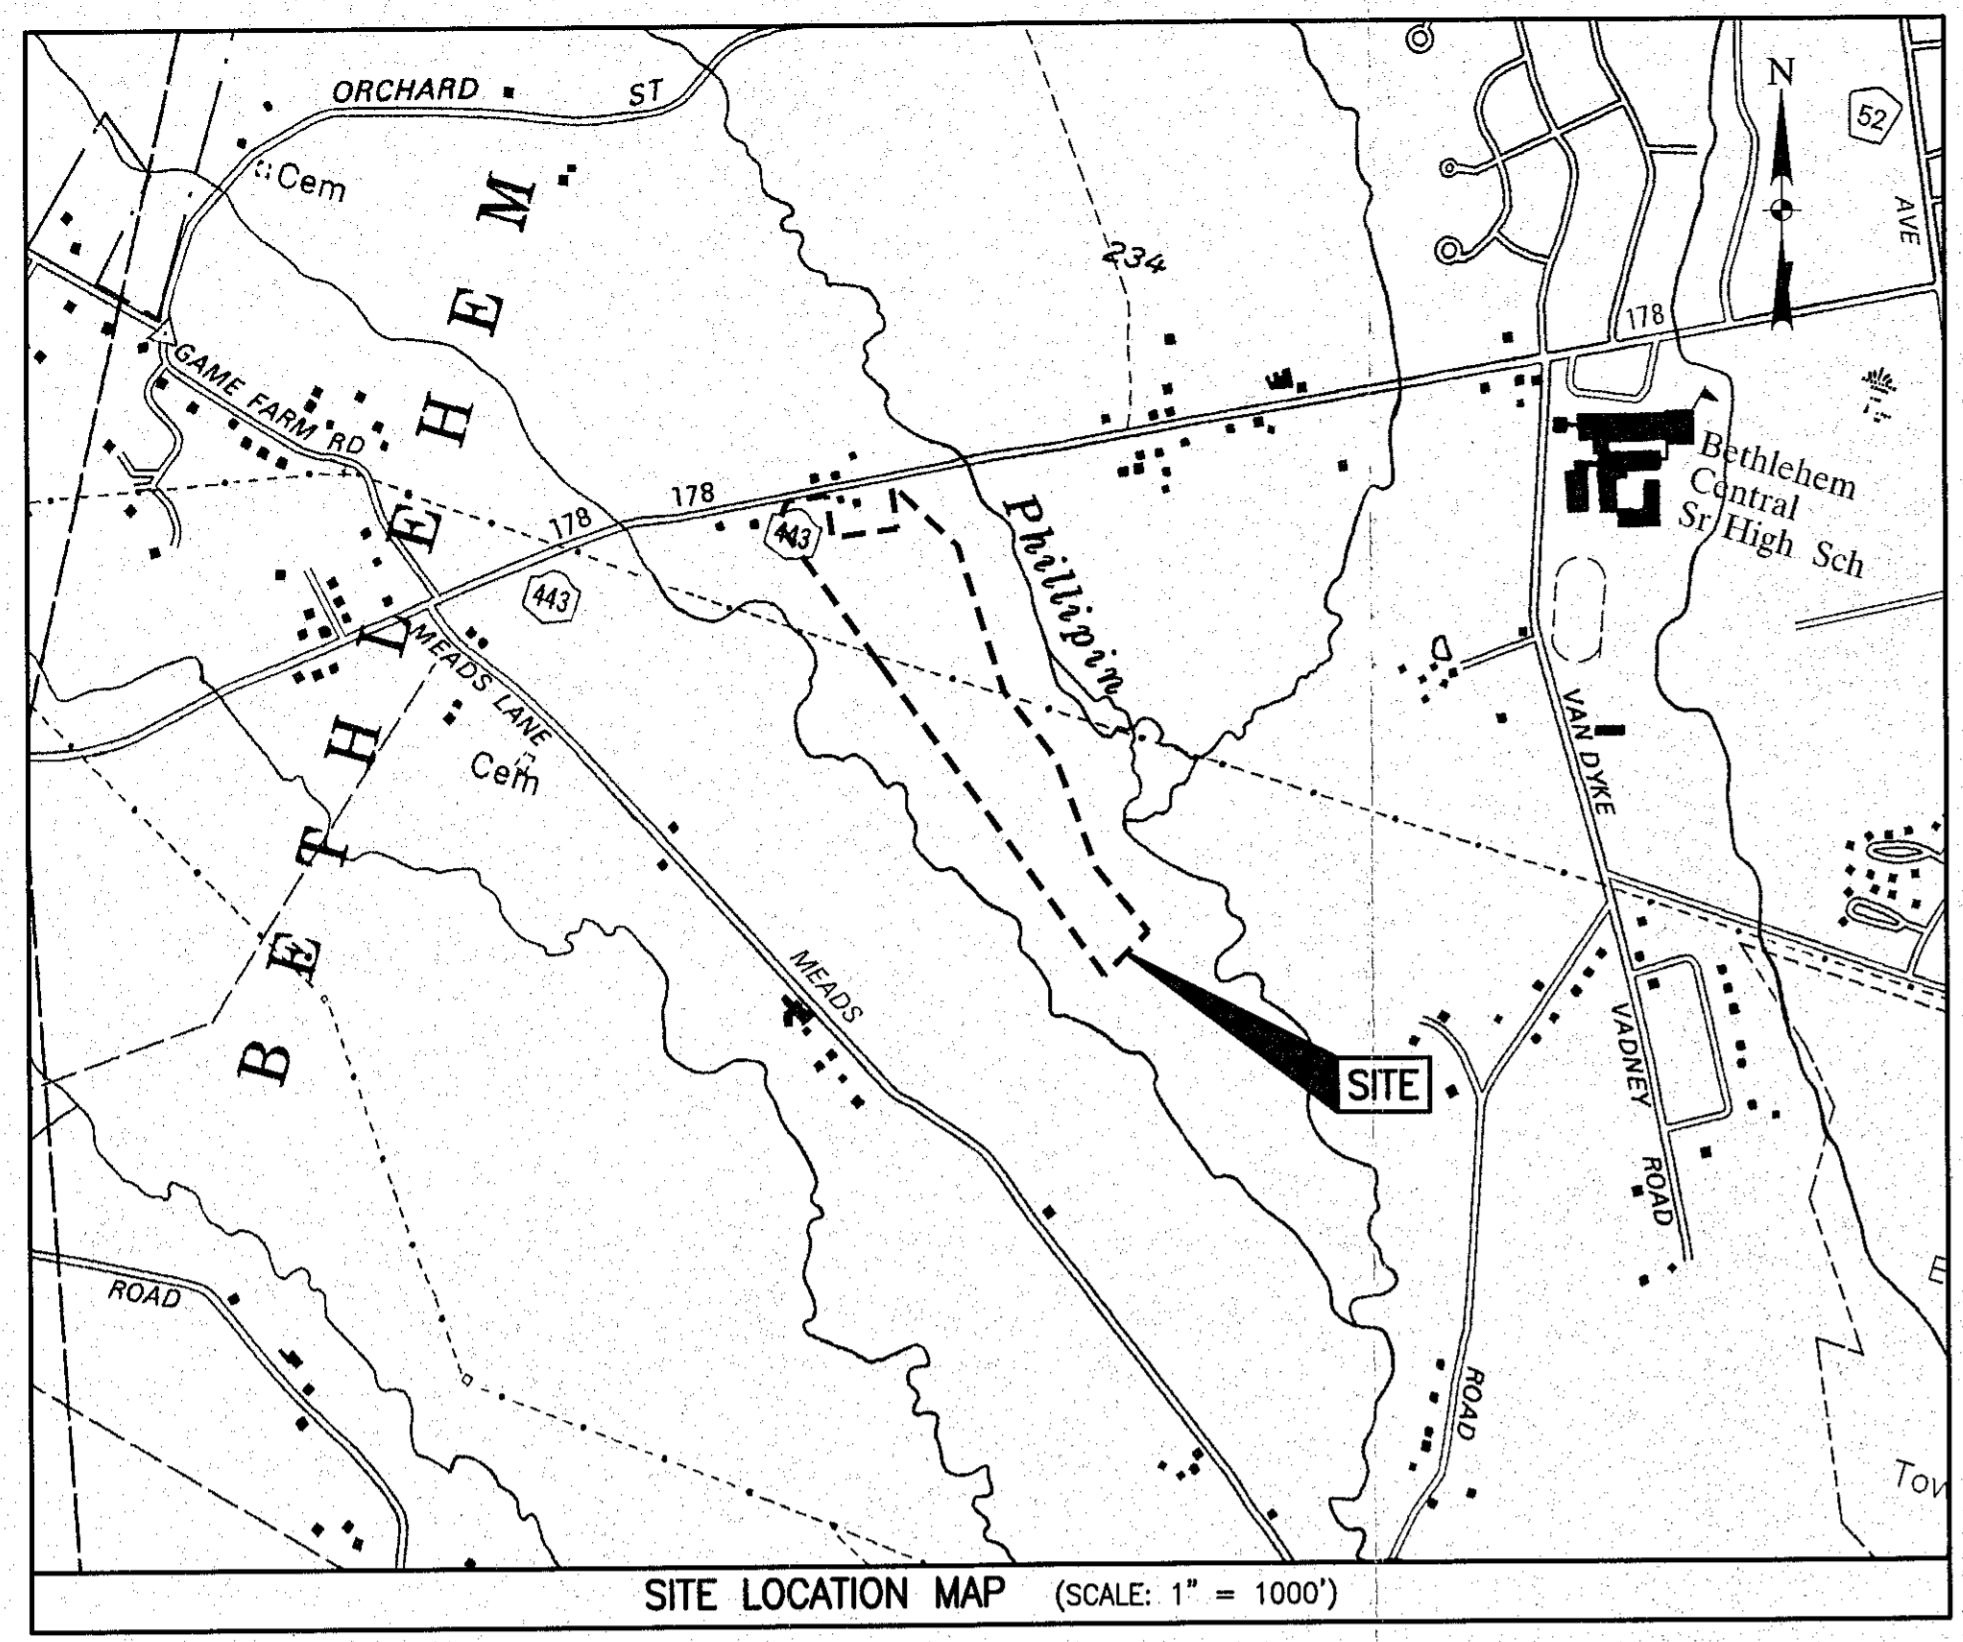 ORCHARD ST
N
52
AVE
Cem
234
178
GAME FARM RD
178
178
443
443
Phillipin
Bethlehem
Central
Sr High Sch
MEADS LANE
Cem
VAN DYKE
BETHLEHEM
MEADS
SITE
VADNEY
ROAD
ROAD
ROAD
SITE LOCATION MAP (SCALE: 1" = 1000')